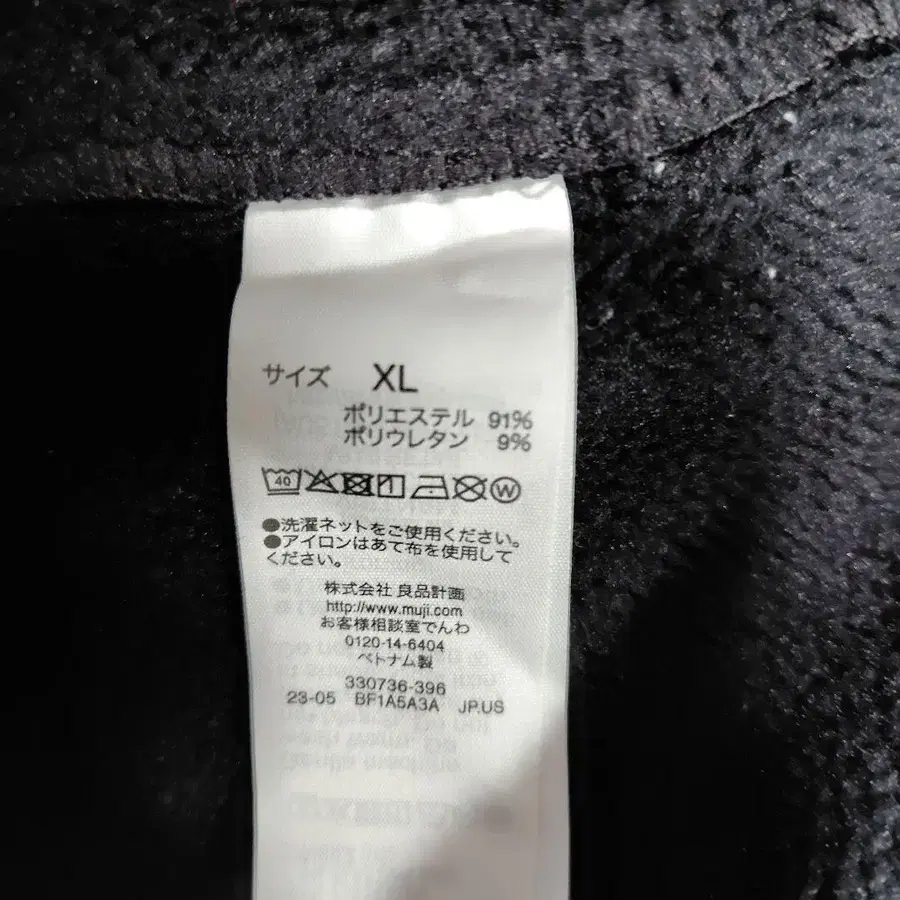 サイズ XL
ポリエステル 91%
ポリウレタン 9%
40 W
●洗濯ネットをご使用ください。
●アイロンはあて布を使用して
ください。
株式会社 良品計画
http://www.muji.com
お客様相談室でんわ
0120-14-6404
ベトナム製
330736-396
23-05 BF1A5A3A JP.US